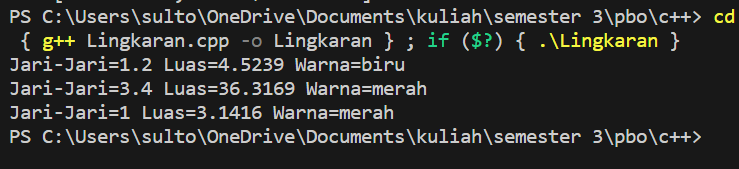 PS C:\Users\sulto\OneDrive\Documents\kuliah\semester 3\pbo\c++> cd
{ g++ Lingkaran.cpp -o Lingkaran } ; if ($?) { .\Lingkaran }
Jari-Jari=1.2 Luas=4.5239 Warna=biru
Jari-Jari=3.4 Luas=36.3169 Warna=merah
Jari-Jari=1 Luas=3.1416 Warna=merah
PS C:\Users\sulto\OneDrive\Documents\kuliah\semester 3\pbo\c++>